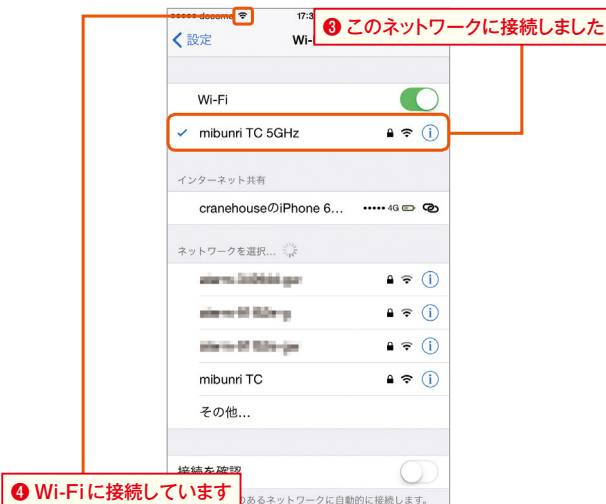 docomo 17:3
❸ このネットワークに接続しました
設定 Wi-
Wi-Fi
mibunri TC 5GHz
インターネット共有
cranehouseのiPhone 6... 4G
ネットワークを選択...
mibunri TC
その他...
接続を確認
❹ Wi-Fiに接続しています
のあるネットワークに自動的に接続します。